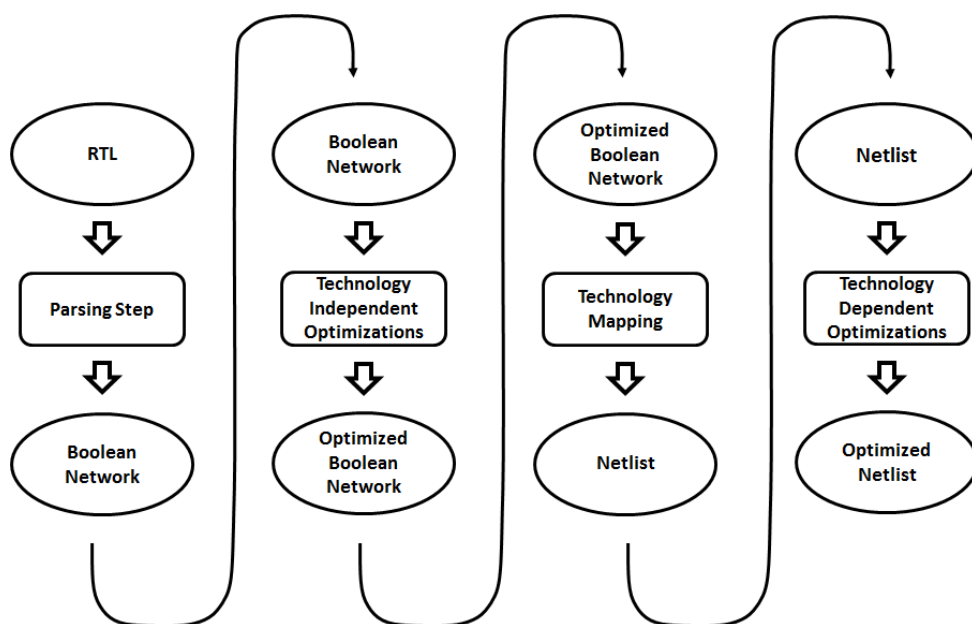 RTL
Parsing Step
Boolean
Network
Boolean
Network
Technology
Independent
Optimizations
Optimized
Boolean
Network
Optimized
Boolean
Network
Technology
Mapping
Netlist
Netlist
Technology
Dependent
Optimizations
Optimized
Netlist